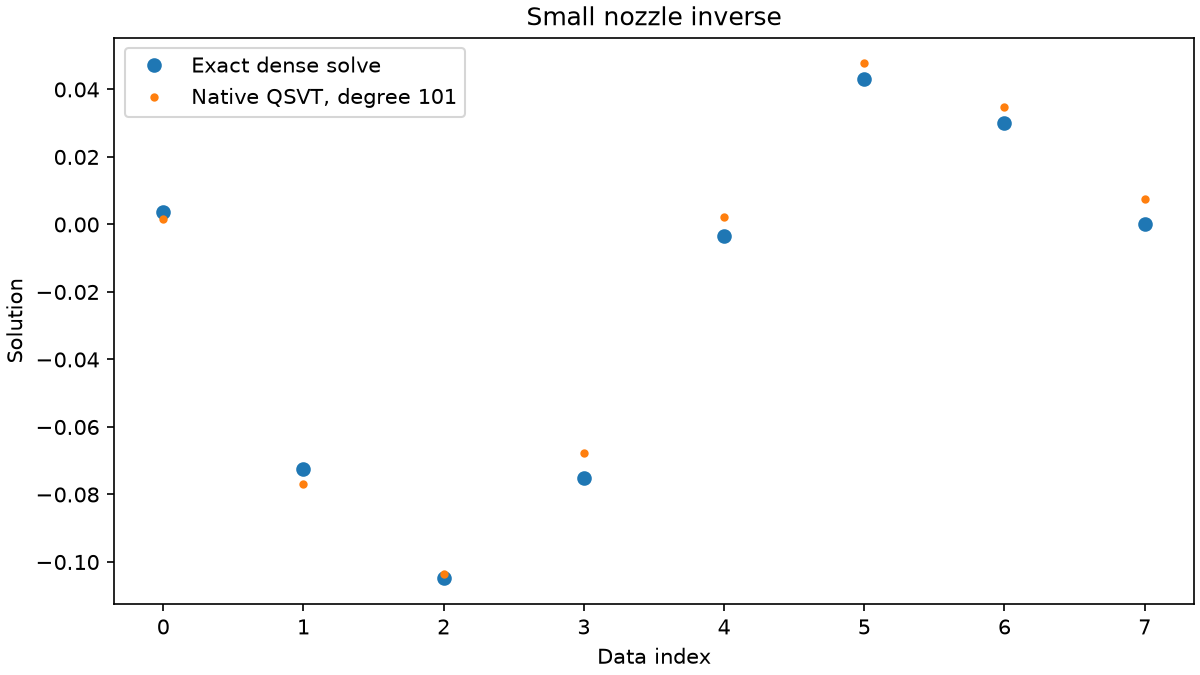 Small nozzle inverse
Exact dense solve
Native QSVT, degree 101
0.04
0.02
0.00
−0.02
−0.04
−0.06
−0.08
−0.10
Solution
0 1 2 3 4 5 6 7
Data index